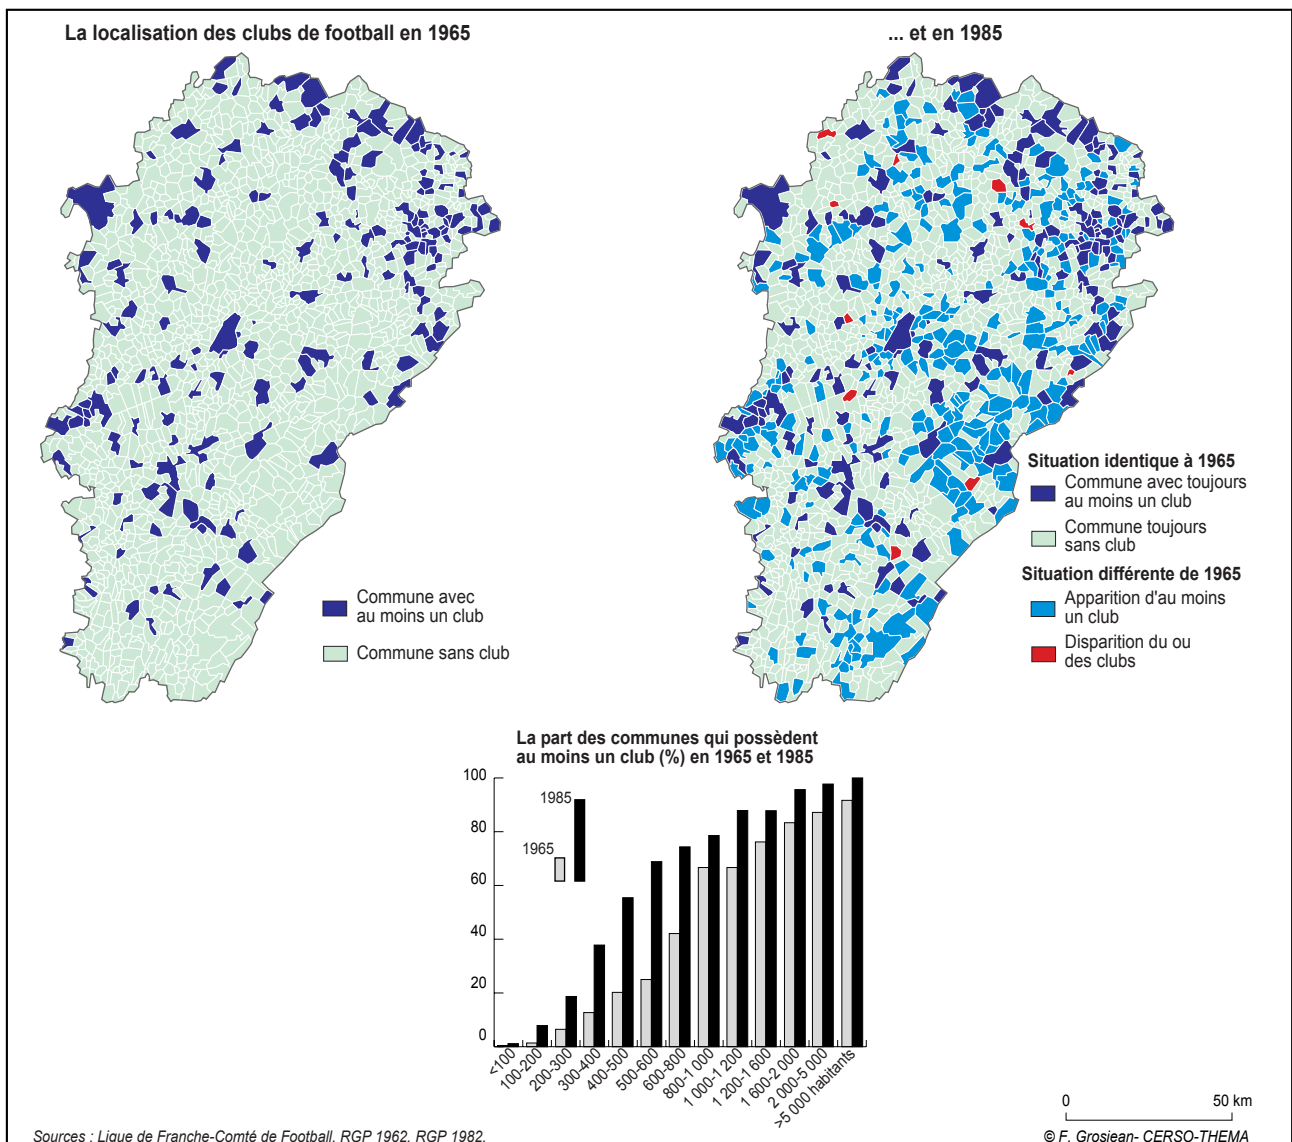 La localisation des clubs de football en 1965
... et en 1985
Commune avec
au moins un club
Commune sans club
Situation identique à 1965
Commune avec toujours
au moins un club
Commune toujours
sans club
Situation différente de 1965
Apparition d'au moins
un club
Disparition du ou
des clubs
La part des communes qui possèdent
au moins un club (%) en 1965 et 1985
100
80
60
40
20
0
1985
1965
<100
100-200
200-300
300-400
400-500
500-600
600-800
800-1 000
1 000-1 200
1 200-1 600
1 600-2 000
2 000-5 000
>5 000 habitants
0 50 km
Sources : Ligue de Franche-Comté de Football, RGP 1962, RGP 1982.
© F. Grosjean- CERSO-THEMA